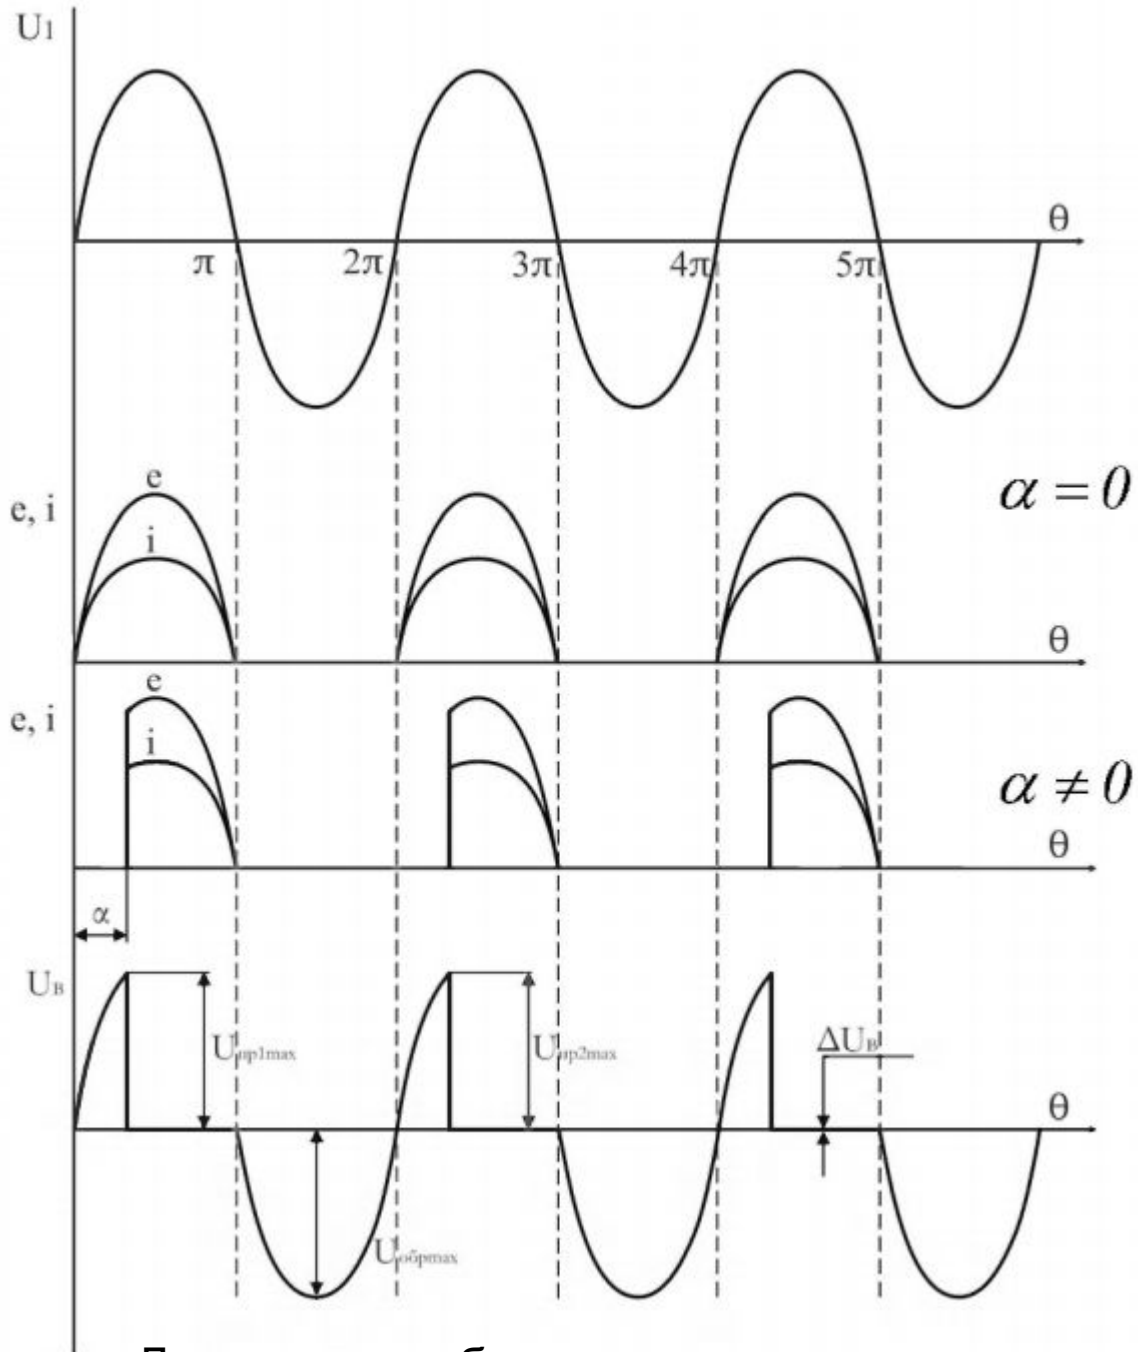 U1
θ
π 2π 3π 4π 5π
e
e, i
i
α = 0
θ
e
e, i
i
α ≠ 0
θ
α
Uв
Uпр1max Uпр2max ΔUв
θ
Uобрmax